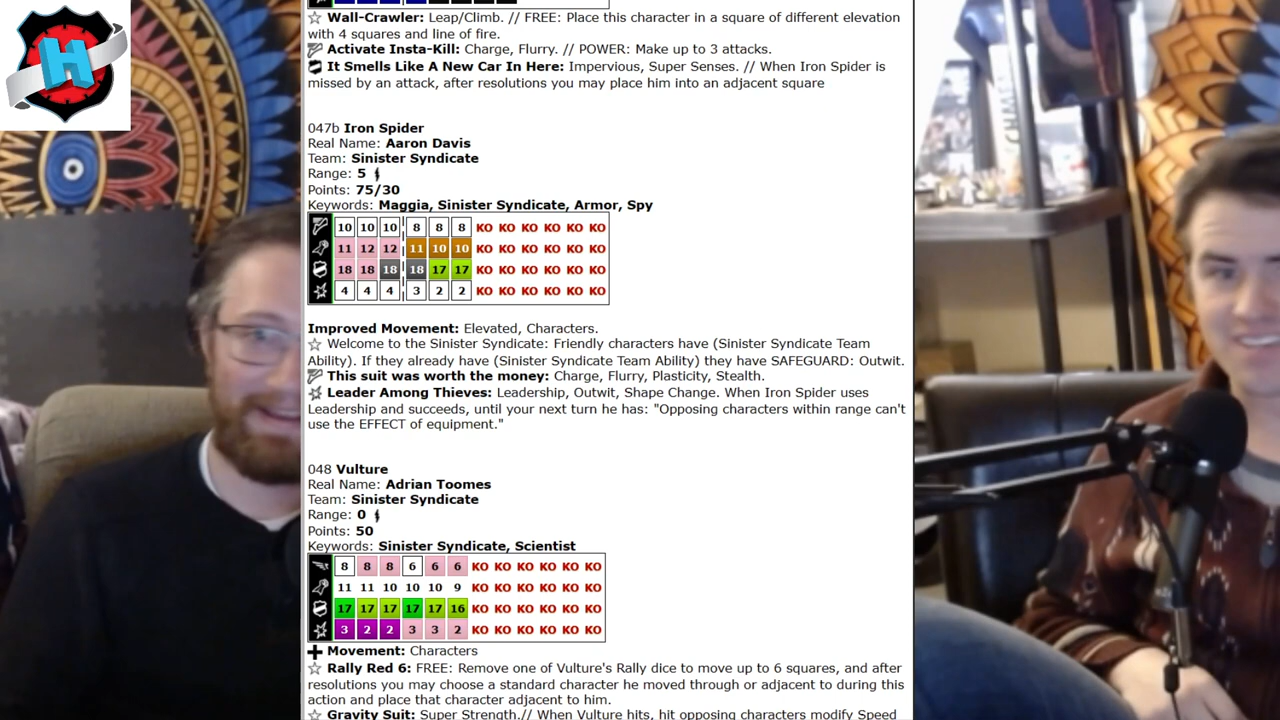 H
☆ Wall-Crawler: Leap/Climb. // FREE: Place this character in a square of different elevation
with 4 squares and line of fire.
Activate Insta-Kill: Charge, Flurry. // POWER: Make up to 3 attacks.
It Smells Like A New Car In Here: Impervious, Super Senses. // When Iron Spider is
missed by an attack, after resolutions you may place him into an adjacent square
047b Iron Spider
Real Name: Aaron Davis
Team: Sinister Syndicate
Range: 5
Points: 75/30
Keywords: Maggia, Sinister Syndicate, Armor, Spy
10 10 10 8 8 8 KO KO KO KO KO KO
11 12 12 11 10 10 KO KO KO KO KO KO
18 18 18 18 17 17 KO KO KO KO KO KO
4 4 4 3 2 2 KO KO KO KO KO KO
Improved Movement: Elevated, Characters.
☆ Welcome to the Sinister Syndicate: Friendly characters have (Sinister Syndicate Team
Ability). If they already have (Sinister Syndicate Team Ability) they have SAFEGUARD: Outwit.
This suit was worth the money: Charge, Flurry, Plasticity, Stealth.
Leader Among Thieves: Leadership, Outwit, Shape Change. When Iron Spider uses
Leadership and succeeds, until your next turn he has: "Opposing characters within range can't
use the EFFECT of equipment."
048 Vulture
Real Name: Adrian Toomes
Team: Sinister Syndicate
Range: 0
Points: 50
Keywords: Sinister Syndicate, Scientist
8 8 8 6 6 6 KO KO KO KO KO KO
11 11 10 10 10 9 KO KO KO KO KO KO
17 17 17 17 17 16 KO KO KO KO KO KO
3 2 2 3 3 2 KO KO KO KO KO KO
Movement: Characters
☆ Rally Red 6: FREE: Remove one of Vulture's Rally dice to move up to 6 squares, and after
resolutions you may choose a standard character he moved through or adjacent to during this
action and place that character adjacent to him.
☆ Gravity Suit: Super Strength.// When Vulture hits, hit opposing characters modify Speed